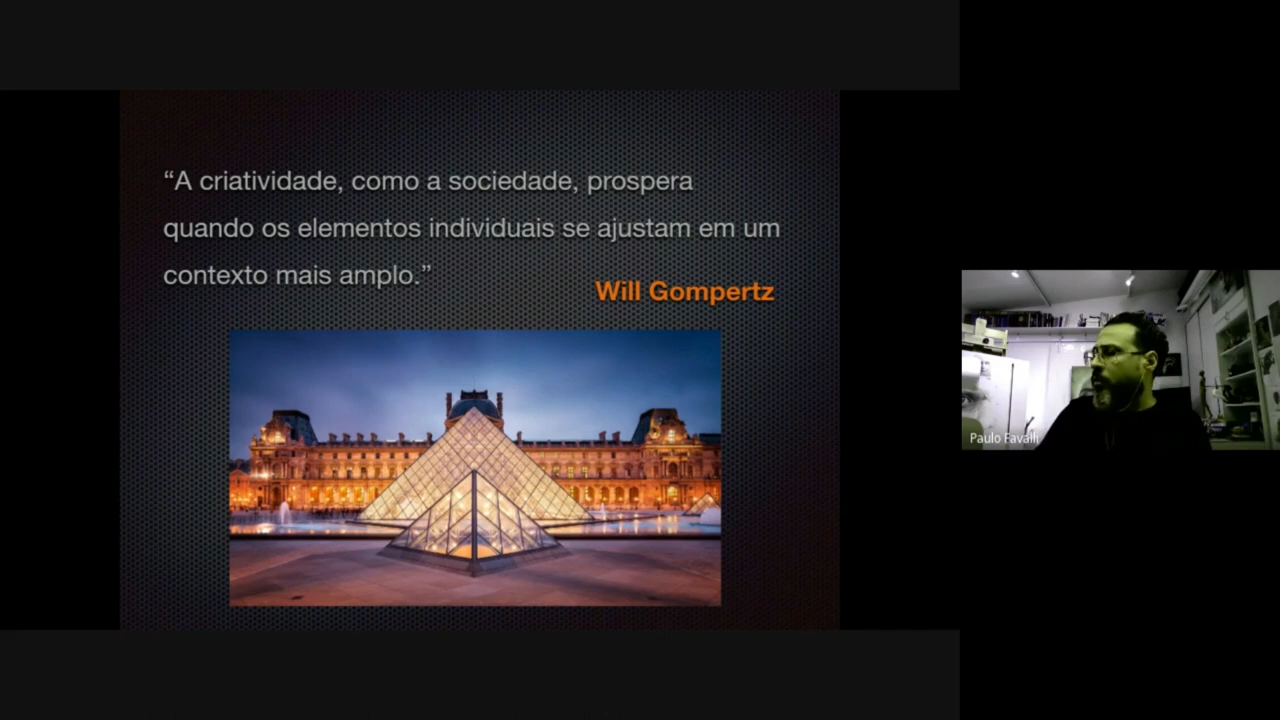 “A criatividade, como a sociedade, prospera
quando os elementos individuais se ajustam em um
contexto mais amplo.”
Will Gompertz
Paulo Favalli